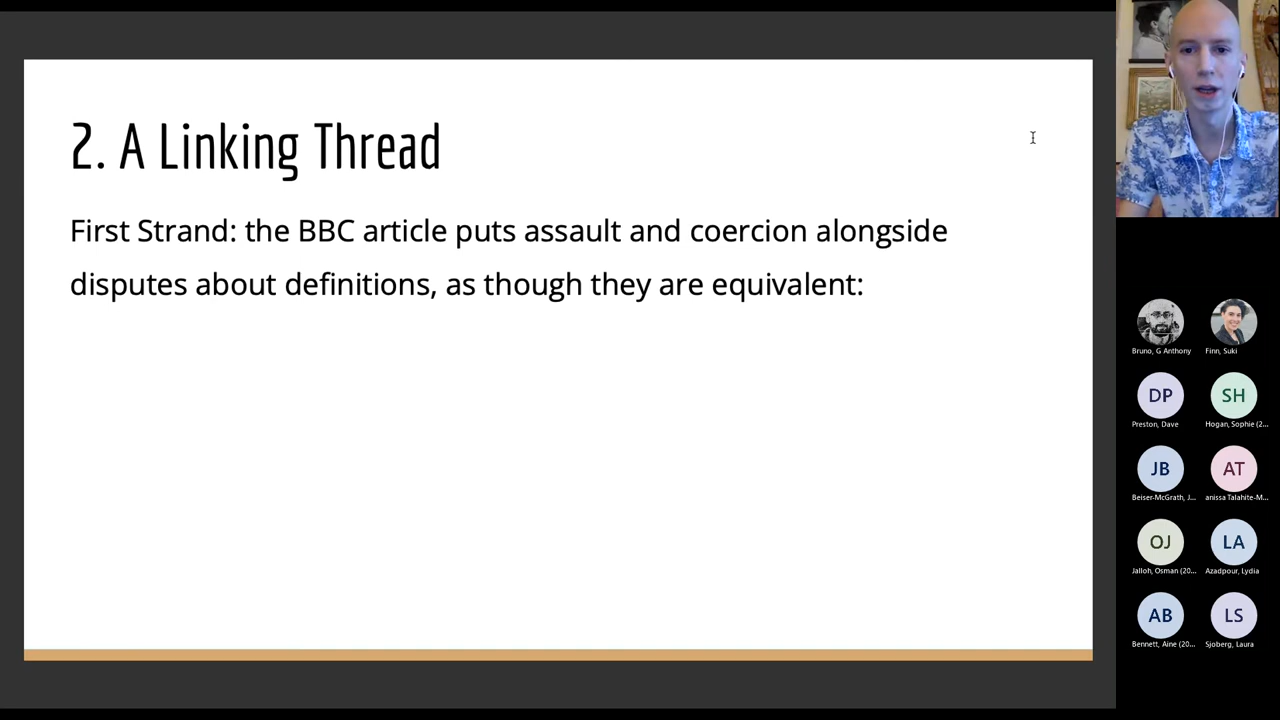 2. A Linking Thread
First Strand: the BBC article puts assault and coercion alongside
disputes about definitions, as though they are equivalent:
Bruno, G Anthony
Finn, Suki
DP
Preston, Dave
SH
Hogan, Sophie (2...
JB
Beiser-McGrath, J...
AT
anissa Talahite-M...
OJ
Jalloh, Osman (20...
LA
Azadpour, Lydia
AB
Bennett, Aine (20...
LS
Sjoberg, Laura